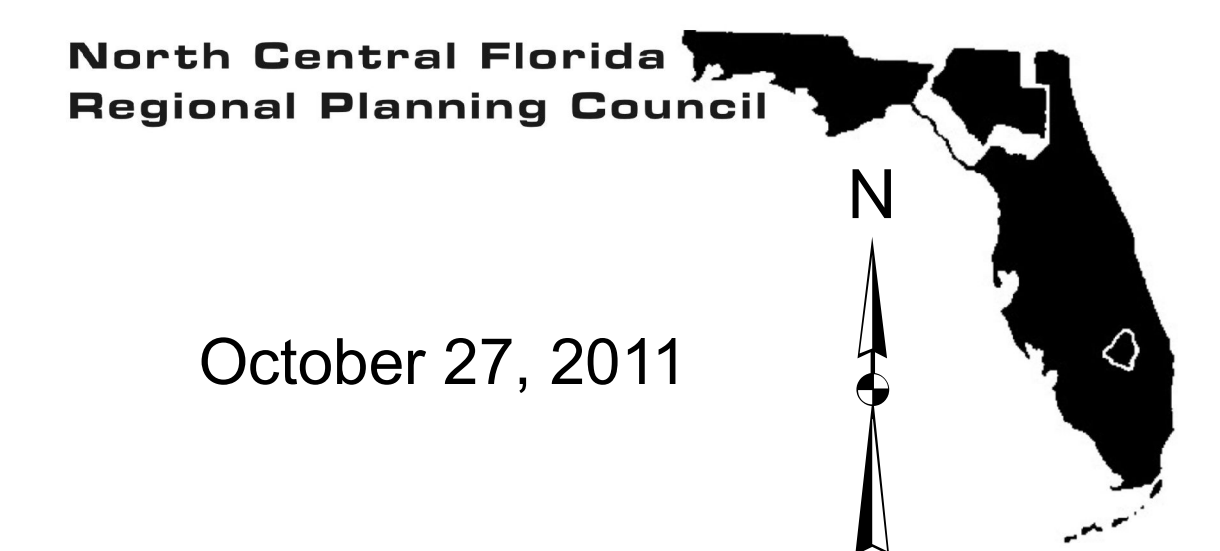 North Central Florida
Regional Planning Council
N
October 27, 2011